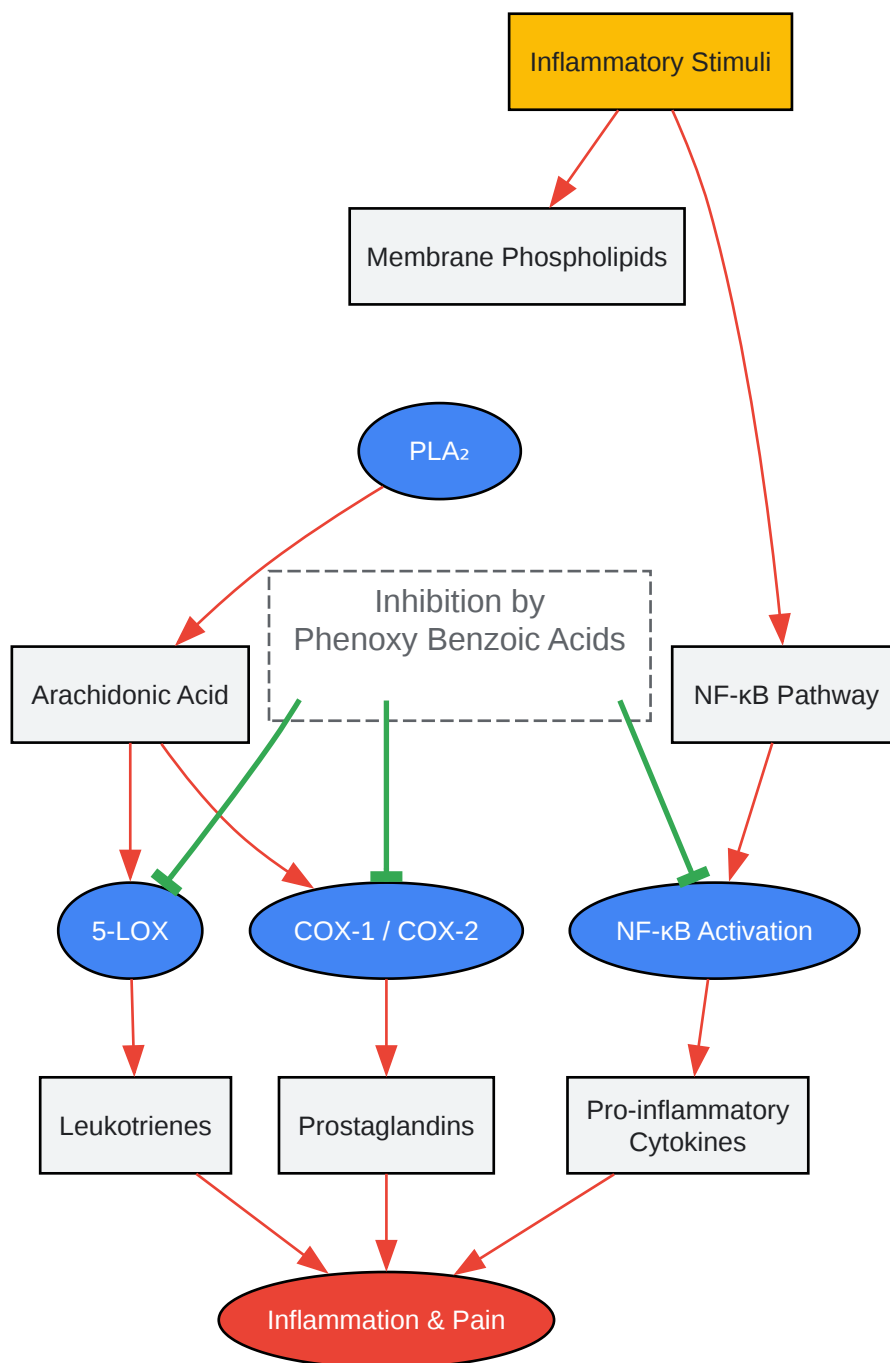 Inflammatory Stimuli
Membrane Phospholipids
PLA₂
Inhibition by
Phenoxy Benzoic Acids
Arachidonic Acid
NF-κB Pathway
5-LOX
COX-1 / COX-2
NF-κB Activation
Leukotrienes
Prostaglandins
Pro-inflammatory
Cytokines
Inflammation & Pain